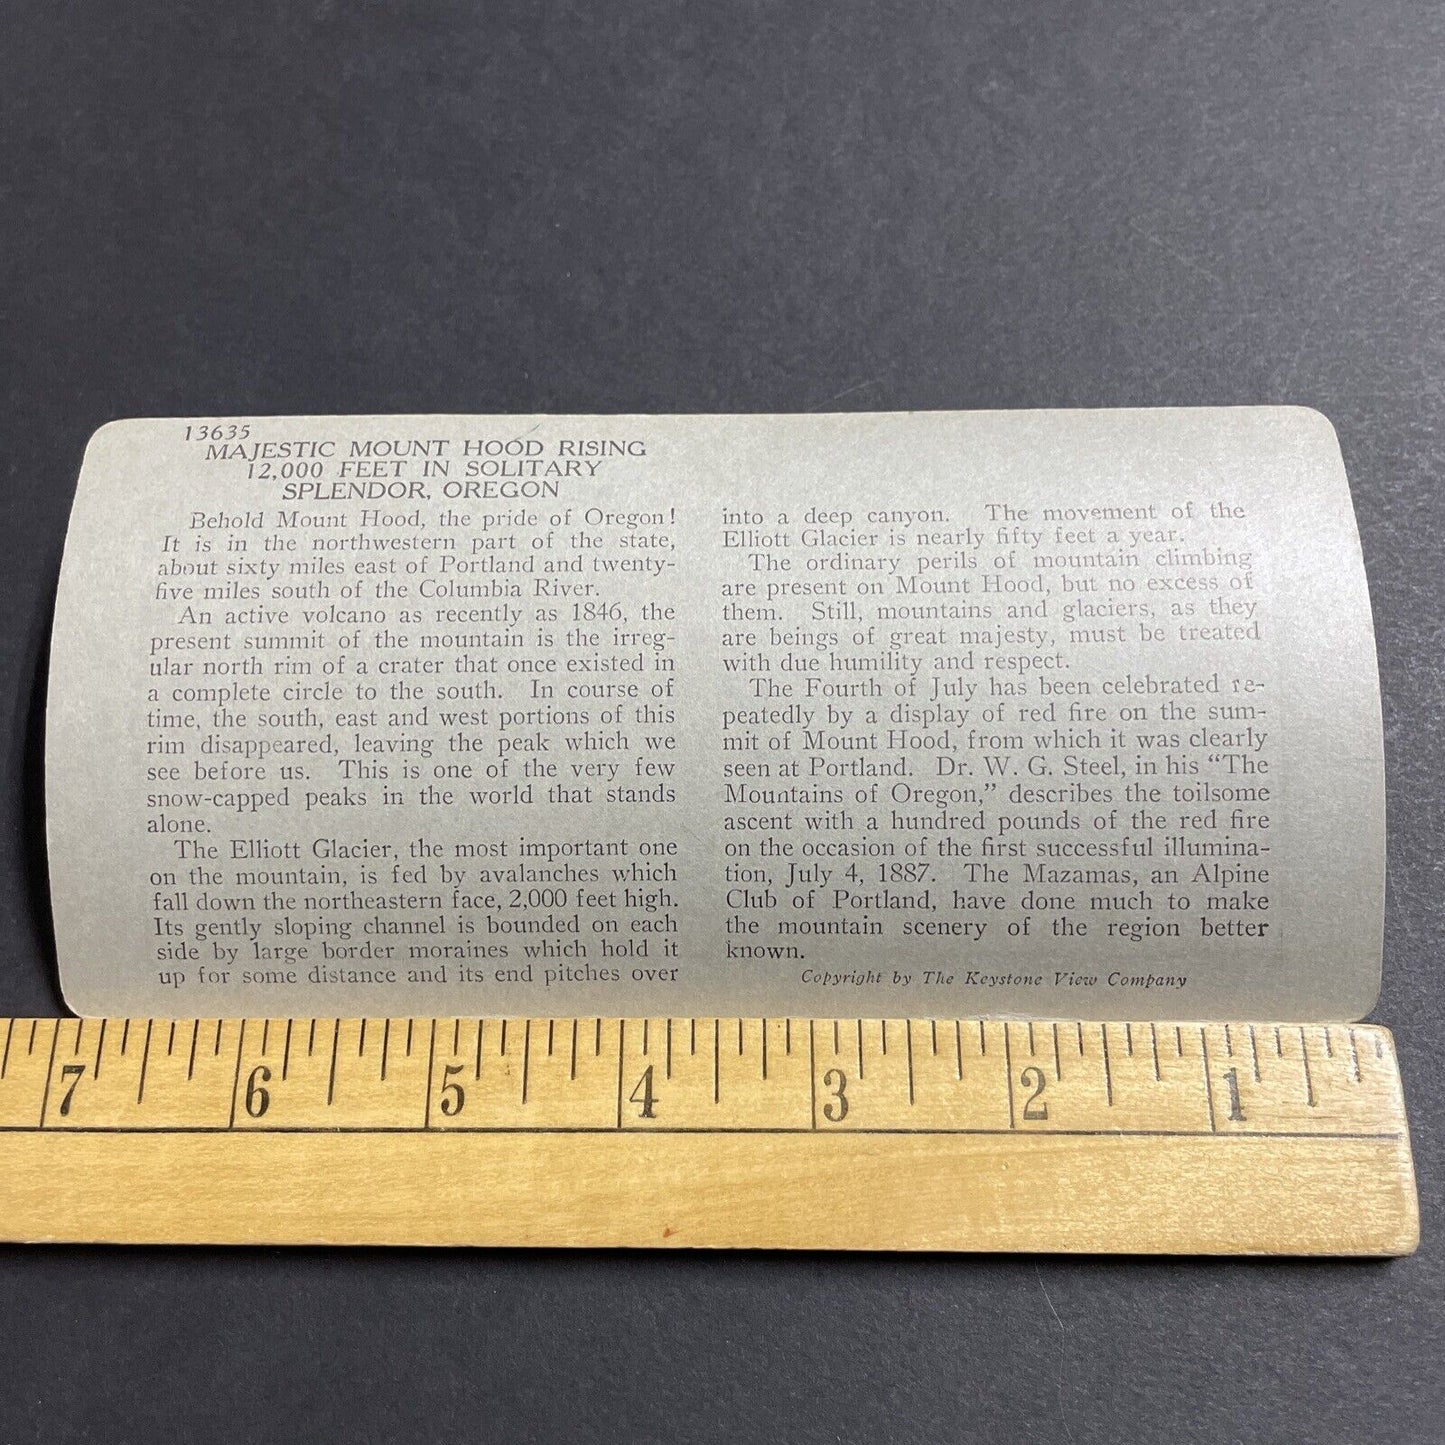 13635
MAJESTIC MOUNT HOOD RISING
12,000 FEET IN SOLITARY
SPLENDOR, OREGON
Behold Mount Hood, the pride of Oregon!
It is in the northwestern part of the state,
about sixty miles east of Portland and twenty-
five miles south of the Columbia River.
An active volcano as recently as 1846, the
present summit of the mountain is the irreg-
ular north rim of a crater that once existed in
a complete circle to the south. In course of
time, the south, east and west portions of this
rim disappeared, leaving the peak which we
see before us. This is one of the very few
snow-capped peaks in the world that stands
alone.
The Elliott Glacier, the most important one
on the mountain, is fed by avalanches which
fall down the northeastern face, 2,000 feet high.
Its gently sloping channel is bounded on each
side by large border moraines which hold it
up for some distance and its end pitches over
into a deep canyon. The movement of the
Elliott Glacier is nearly fifty feet a year.
The ordinary perils of mountain climbing
are present on Mount Hood, but no excess of
them. Still, mountains and glaciers, as they
are beings of great majesty, must be treated
with due humility and respect.
The Fourth of July has been celebrated re-
peatedly by a display of red fire on the sum-
mit of Mount Hood, from which it was clearly
seen at Portland. Dr. W. G. Steel, in his "The
Mountains of Oregon," describes the toilsome
ascent with a hundred pounds of the red fire
on the occasion of the first successful illumina-
tion, July 4, 1887. The Mazamas, an Alpine
Club of Portland, have done much to make
the mountain scenery of the region better
known.
Copyright by The Keystone View Company
7 6 5 4 3 2 1